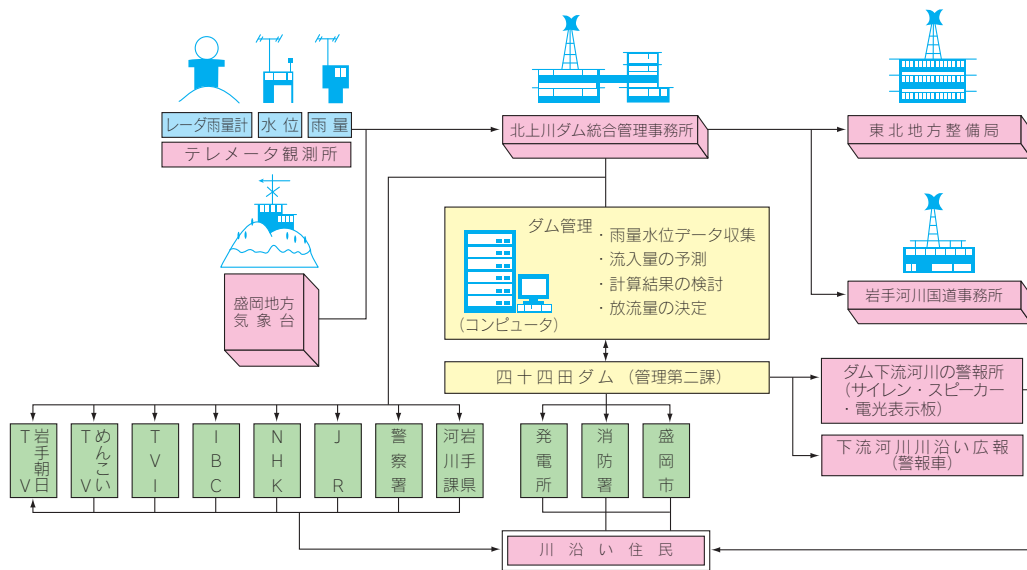 レーダ雨量計
水位
雨量
テレメータ観測所
北上川ダム統合管理事務所
東北地方整備局
盛岡地方
気象台
ダム管理
・雨量水位データ収集
・流入量の予測
・計算結果の検討
・放流量の決定
(コンピュータ)
岩手河川国道事務所
四十四田ダム(管理第二課)
ダム下流河川の警報所
(サイレン・スピーカー
・電光表示板)
下流河川川沿い広報
(警報車)
岩手朝日
TV
めんこい
TV
TVI
IBC
NHK
JR
警察署
岩手県
河川課
発電所
消防署
盛岡市
川沿い住民